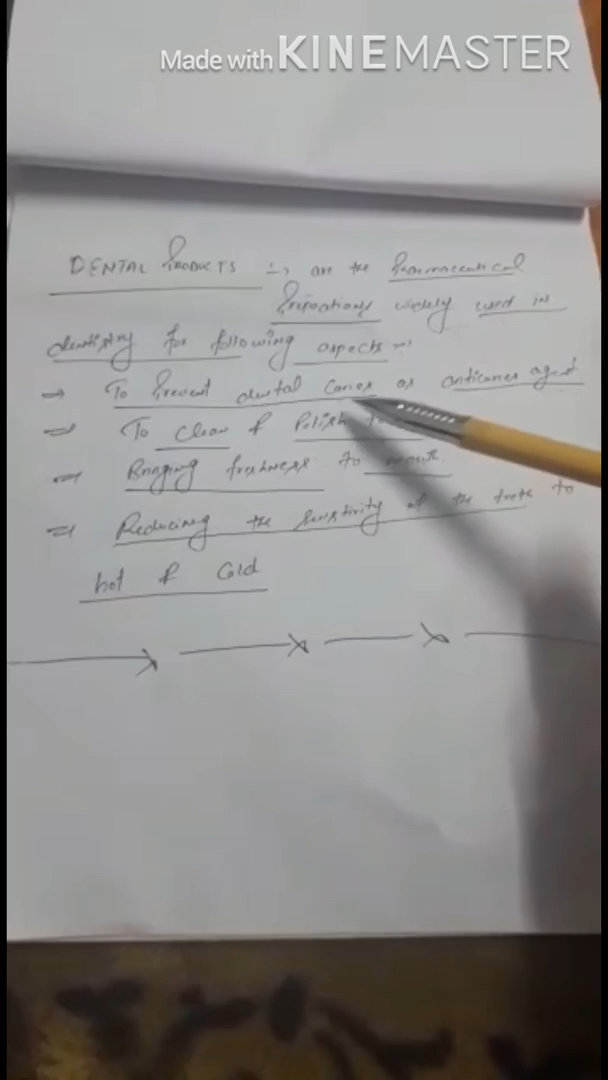 Made with KINEMASTER
DENTAL PRODUCTS :-> are the Pharmaceutical
Preparations widely used in
dentistry for following aspects
→ To Prevent dental Caries as anticaries agent
→ To Clean & Polish
→ Bringing freshness to mouth.
→ Reducing the sensitivity of the tooth to
hot & Cold